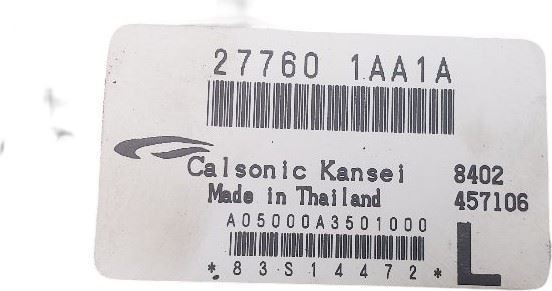 27760 1AA1A
Calsonic Kansei 8402
Made in Thailand 457106
A05000A3501000
*83S14472* L